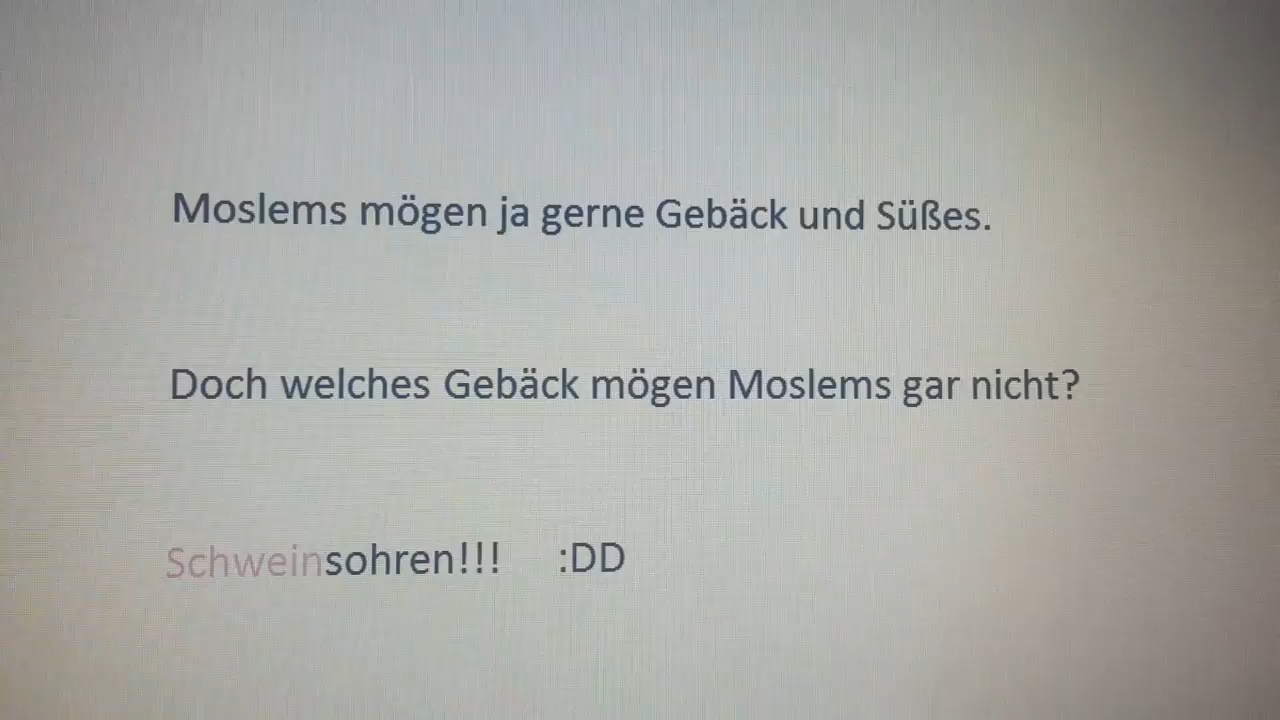 Moslems mögen ja gerne Gebäck und Süßes.
Doch welches Gebäck mögen Moslems gar nicht?
Schweinsohren!!! :DD